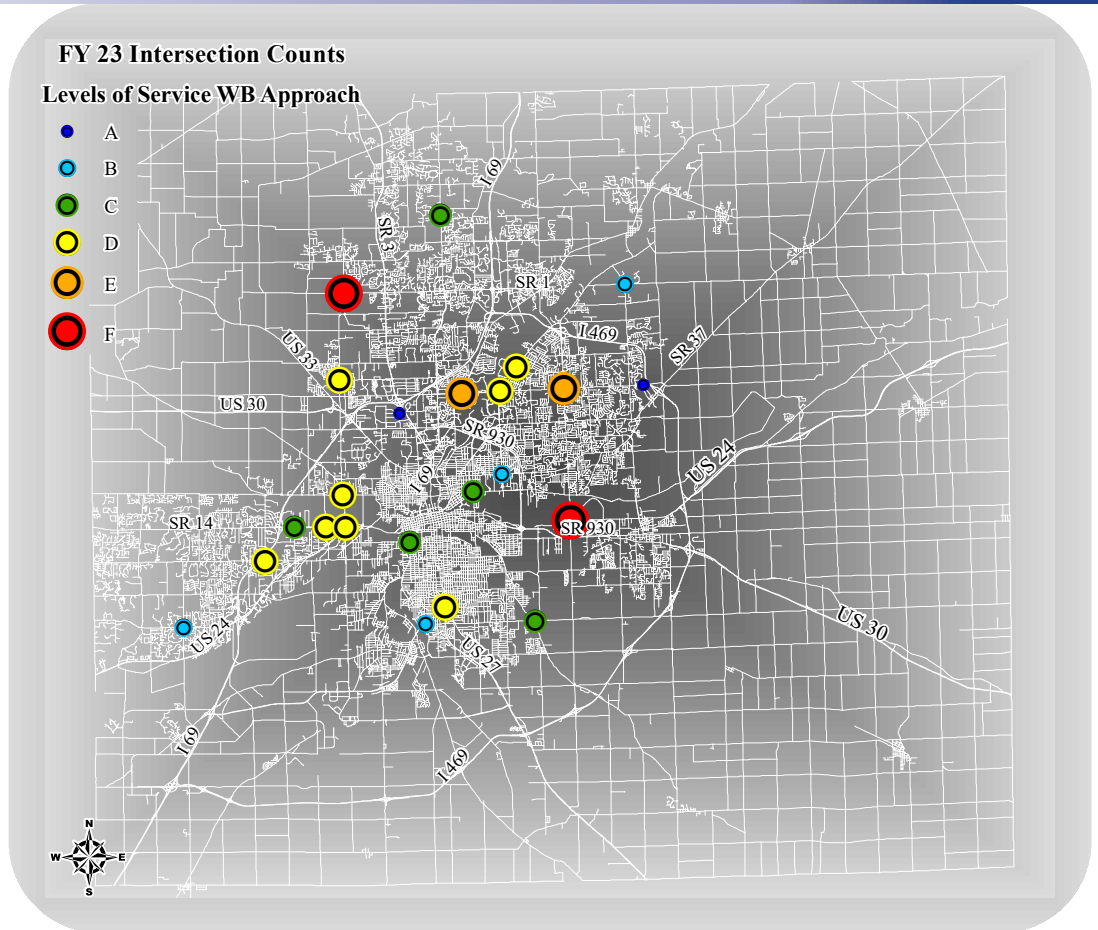 FY 23 Intersection Counts
Levels of Service WB Approach
A
B
C
D
E
F
I 69
SR 3
SR 1
I 469
US 33
SR 37
US 30
SR 930
I 69
US 24
SR 14
SR 930
US 24
US 27
US 30
I 69
I 469
N
W
E
S